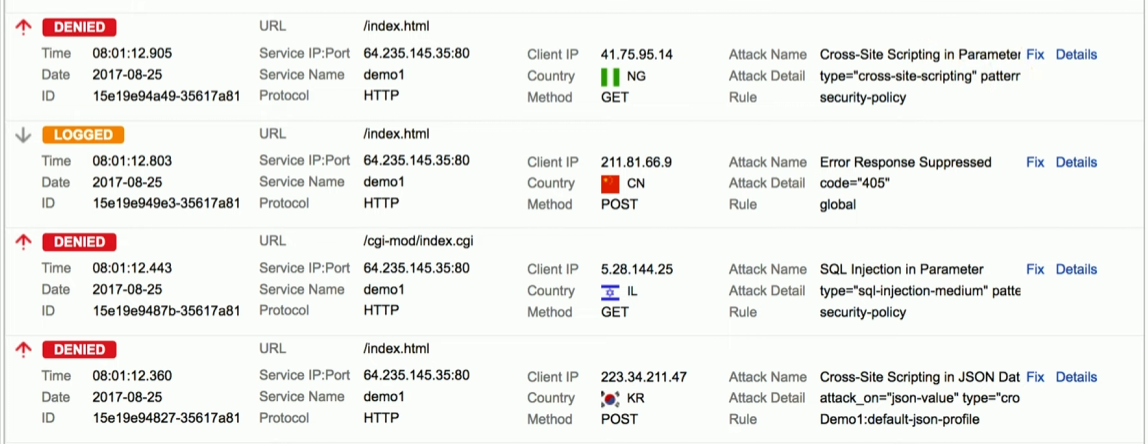 DENIED URL /index.html
Time 08:01:12.905 Service IP:Port 64.235.145.35:80 Client IP 41.75.95.14 Attack Name Cross-Site Scripting in Parameter Fix Details
Date 2017-08-25 Service Name demo1 Country NG Attack Detail type="cross-site-scripting" pattern
ID 15e19e94a49-35617a81 Protocol HTTP Method GET Rule security-policy
LOGGED URL /index.html
Time 08:01:12.803 Service IP:Port 64.235.145.35:80 Client IP 211.81.66.9 Attack Name Error Response Suppressed Fix Details
Date 2017-08-25 Service Name demo1 Country CN Attack Detail code="405"
ID 15e19e949e3-35617a81 Protocol HTTP Method POST Rule global
DENIED URL /cgi-mod/index.cgi
Time 08:01:12.443 Service IP:Port 64.235.145.35:80 Client IP 5.28.144.25 Attack Name SQL Injection in Parameter Fix Details
Date 2017-08-25 Service Name demo1 Country IL Attack Detail type="sql-injection-medium" patte
ID 15e19e9487b-35617a81 Protocol HTTP Method GET Rule security-policy
DENIED URL /index.html
Time 08:01:12.360 Service IP:Port 64.235.145.35:80 Client IP 223.34.211.47 Attack Name Cross-Site Scripting in JSON Dat Fix Details
Date 2017-08-25 Service Name demo1 Country KR Attack Detail attack_on="json-value" type="cro
ID 15e19e94827-35617a81 Protocol HTTP Method POST Rule Demo1:default-json-profile